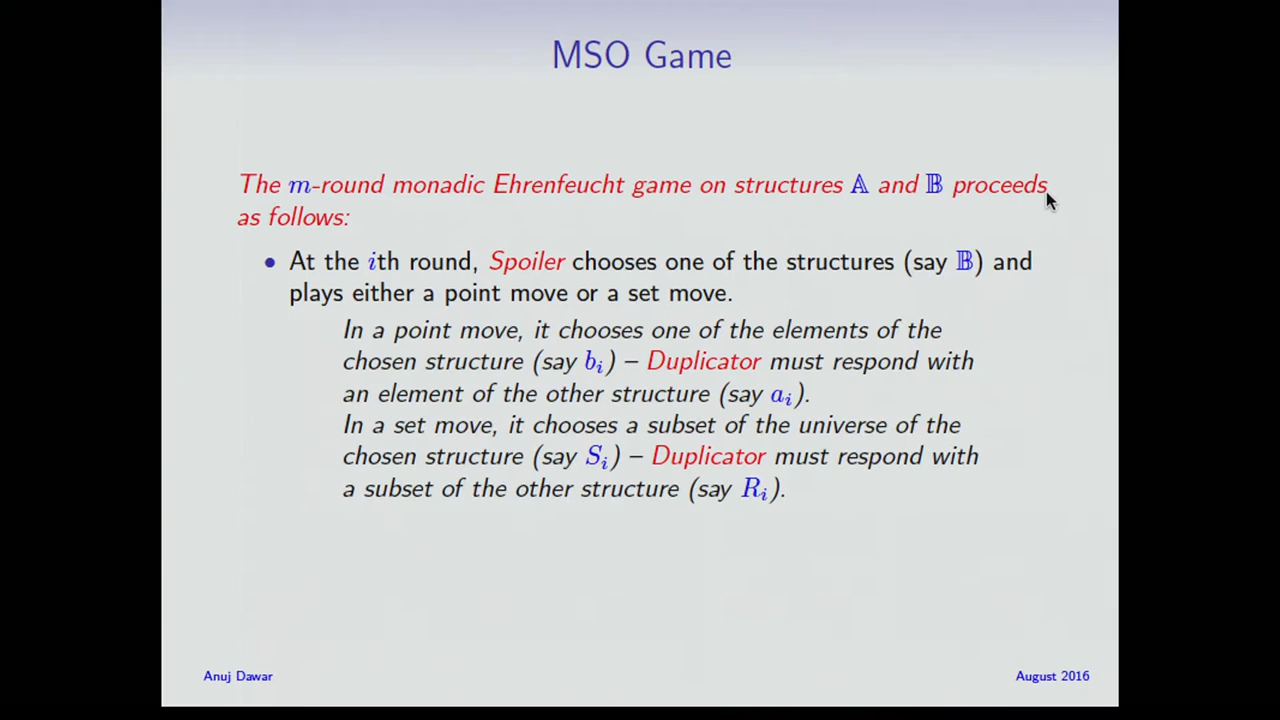 MSO Game
The m-round monadic Ehrenfeucht game on structures 𝔸 and 𝔹 proceeds
as follows:
• At the ith round, Spoiler chooses one of the structures (say 𝔹) and
plays either a point move or a set move.
In a point move, it chooses one of the elements of the
chosen structure (say bᵢ) – Duplicator must respond with
an element of the other structure (say aᵢ).
In a set move, it chooses a subset of the universe of the
chosen structure (say Sᵢ) – Duplicator must respond with
a subset of the other structure (say Rᵢ).
Anuj Dawar
August 2016